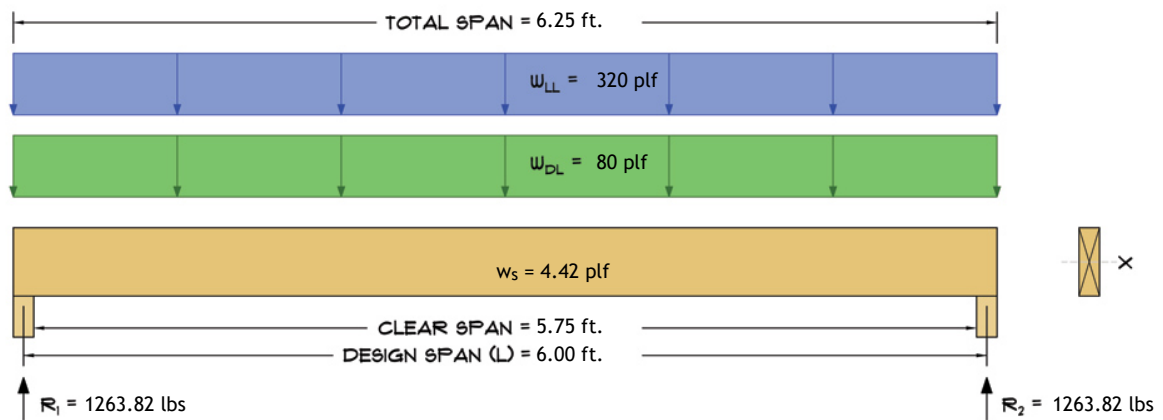 TOTAL SPAN = 6.25 ft.
WLL = 320 plf
WDL = 80 plf
ws = 4.42 plf
X
CLEAR SPAN = 5.75 ft.
DESIGN SPAN (L) = 6.00 ft.
R1 = 1263.82 lbs
R2 = 1263.82 lbs